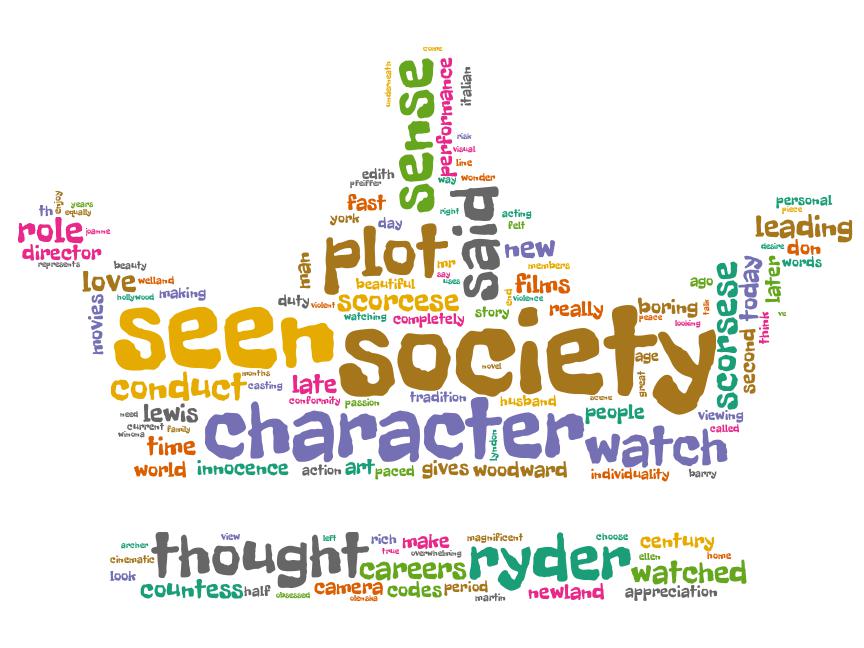 come
underneath
sense
performance
italian
risk
visual
line
edith
pfeiffer
way
wonder
enjoy
years
th
equally
fast
said
right
acting
personal
piece
york
day
felt
role
joanne
plot
new
leading
director
man
mr
desire
don
represents
beauty
say
members
words
love
welland
beautiful
uses
films
ago
scorsese
today
later
hollywood
making
duty
violent
scorcese
end
violence
movies
story
really
boring
talk
watching
completely
peace
looking
think
ve
seen
society
second
age
novel
months
great
conduct
casting
late
conformity
passion
tradition
husband
scene
need
lewis
people
viewing
current
family
called
winona
character
lyndon
watch
time
world
innocence
action
art
paced
gives
woodward
individuality
barry
view
left
rich
make
magnificent
choose
century
archer
thought
true
overwhelming
ryder
ellen
home
cinematic
careers
watched
look
countess
half
obsessed
camera
olenska
codes
period
martin
newland
appreciation